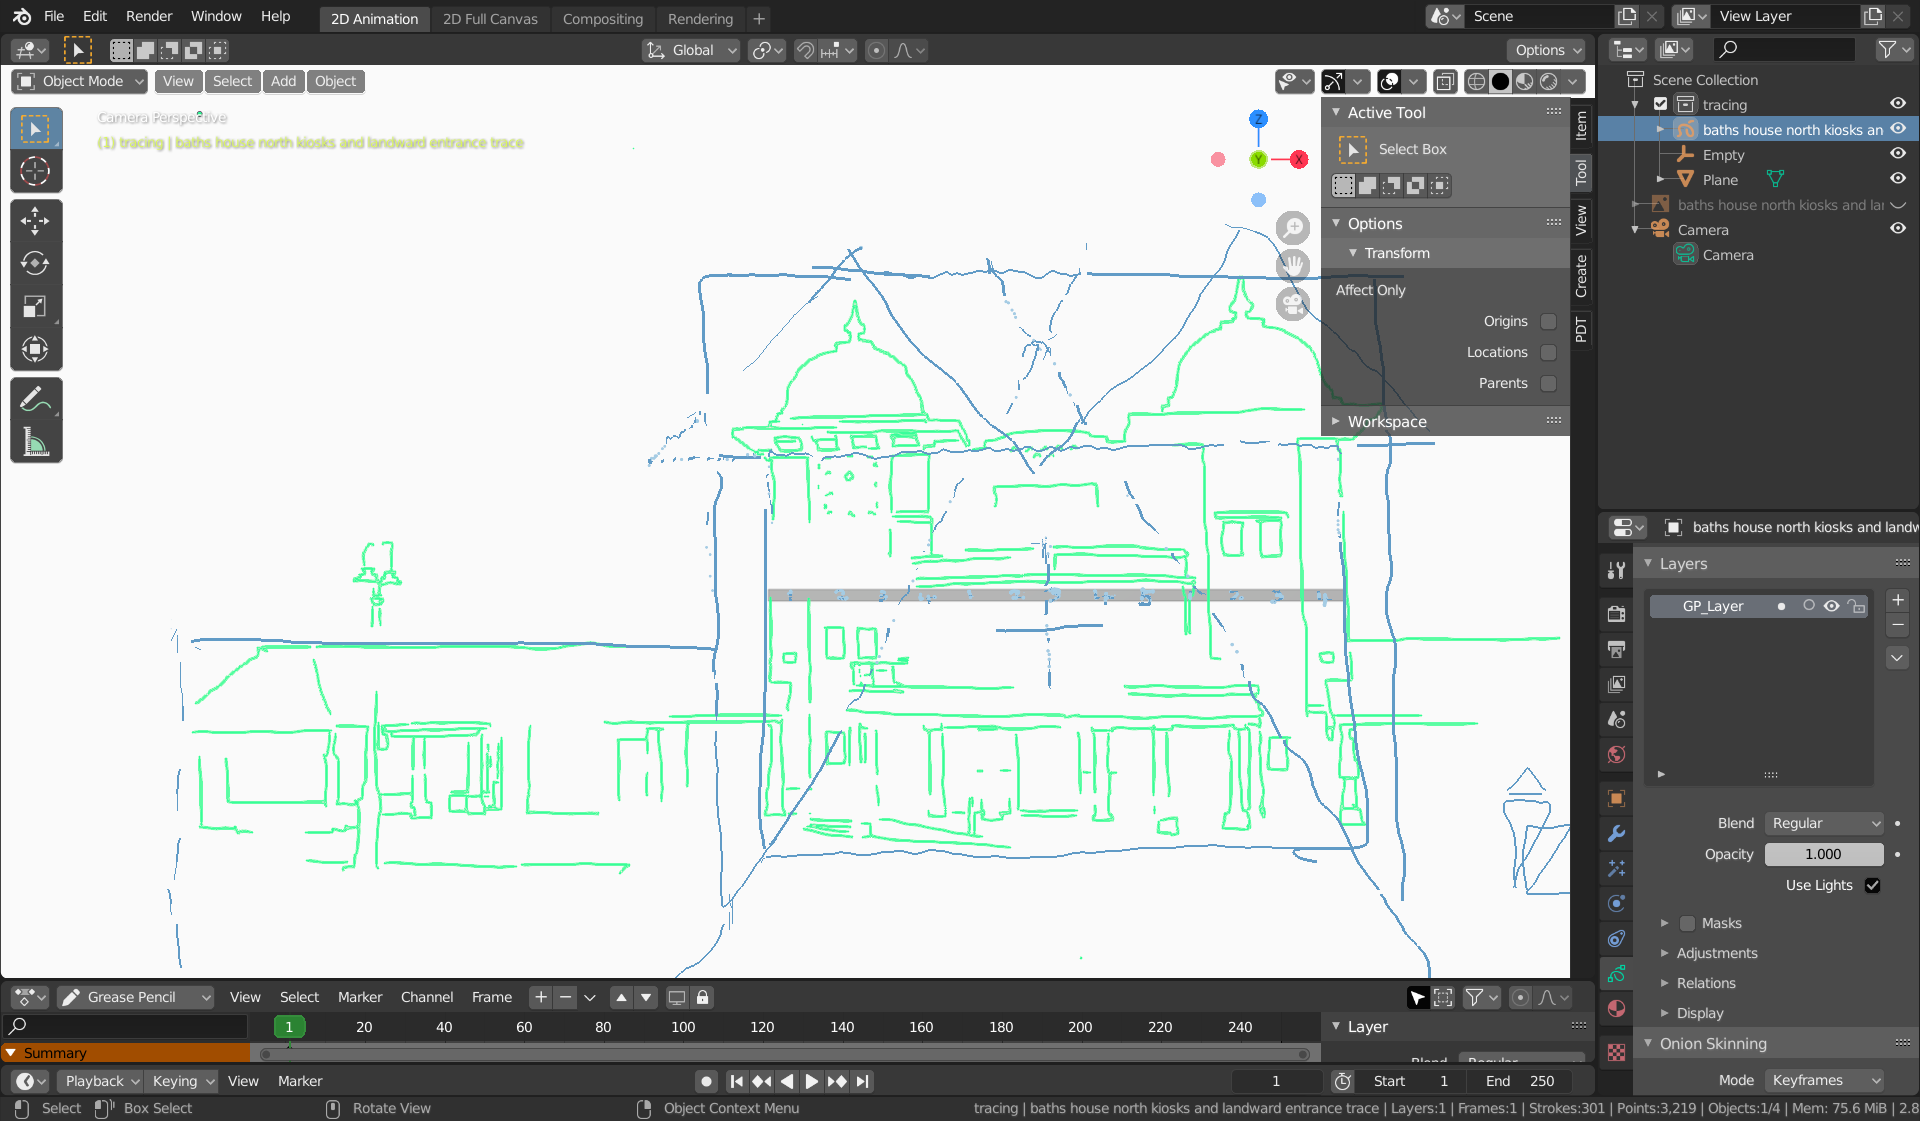 File Edit Render Window Help 2D Animation 2D Full Canvas Compositing Rendering + Scene View Layer
Global Options
Object Mode View Select Add Object
Camera Perspective
(1) tracing | baths house north kiosks and landward entrance trace
Z
Y
X
Active Tool
Select Box
Options
Transform
Affect Only
Origins
Locations
Parents
Workspace
Item
Tool
View
Create
PDT
Scene Collection
tracing
baths house north kiosks an
Empty
Plane
baths house north kiosks and la
Camera
Camera
baths house north kiosks and landw
Layers
GP_Layer
Blend Regular
Opacity 1.000
Use Lights
Masks
Adjustments
Relations
Display
Onion Skinning
Mode Keyframes
Grease Pencil View Select Marker Channel Frame
1 20 40 60 80 100 120 140 160 180 200 220 240
Summary
Layer
Playback Keying View Marker 1 Start 1 End 250
Select Box Select Rotate View Object Context Menu tracing | baths house north kiosks and landward entrance trace | Layers:1 | Frames:1 | Strokes:301 | Points:3,219 | Objects:1/4 | Mem: 75.6 MiB | 2.8